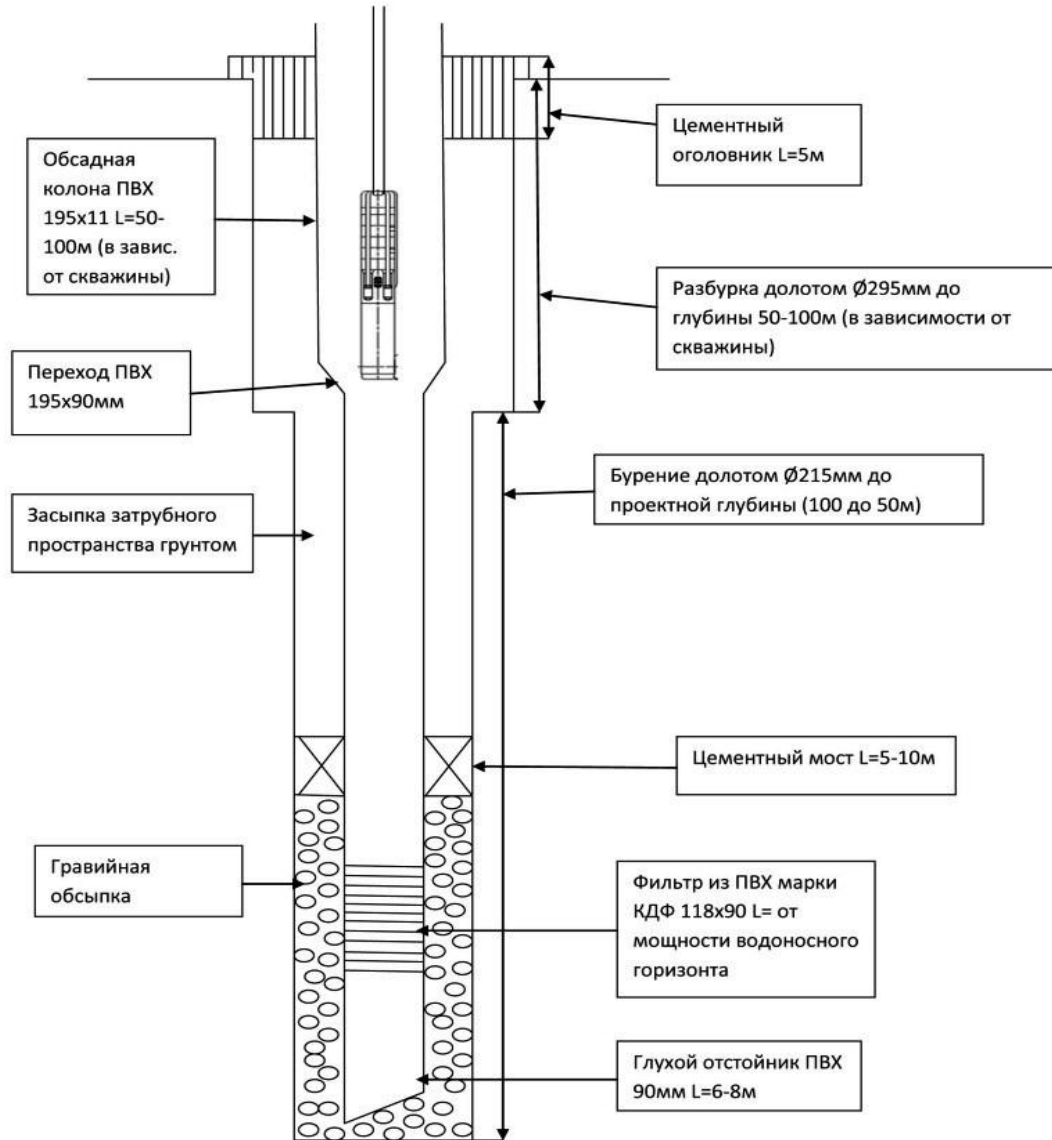 Цементный
оголовник L=5м
Обсадная
колона ПВХ
195х11 L=50-
100м (в завис.
от скважины)
Разбурка долотом Ø295мм до
глубины 50-100м (в зависимости от
скважины)
Переход ПВХ
195х90мм
Бурение долотом Ø215мм до
проектной глубины (100 до 50м)
Засыпка затрубного
пространства грунтом
Цементный мост L=5-10м
Гравийная
обсыпка
Фильтр из ПВХ марки
КДФ 118х90 L= от
мощности водоносного
горизонта
Глухой отстойник ПВХ
90мм L=6-8м